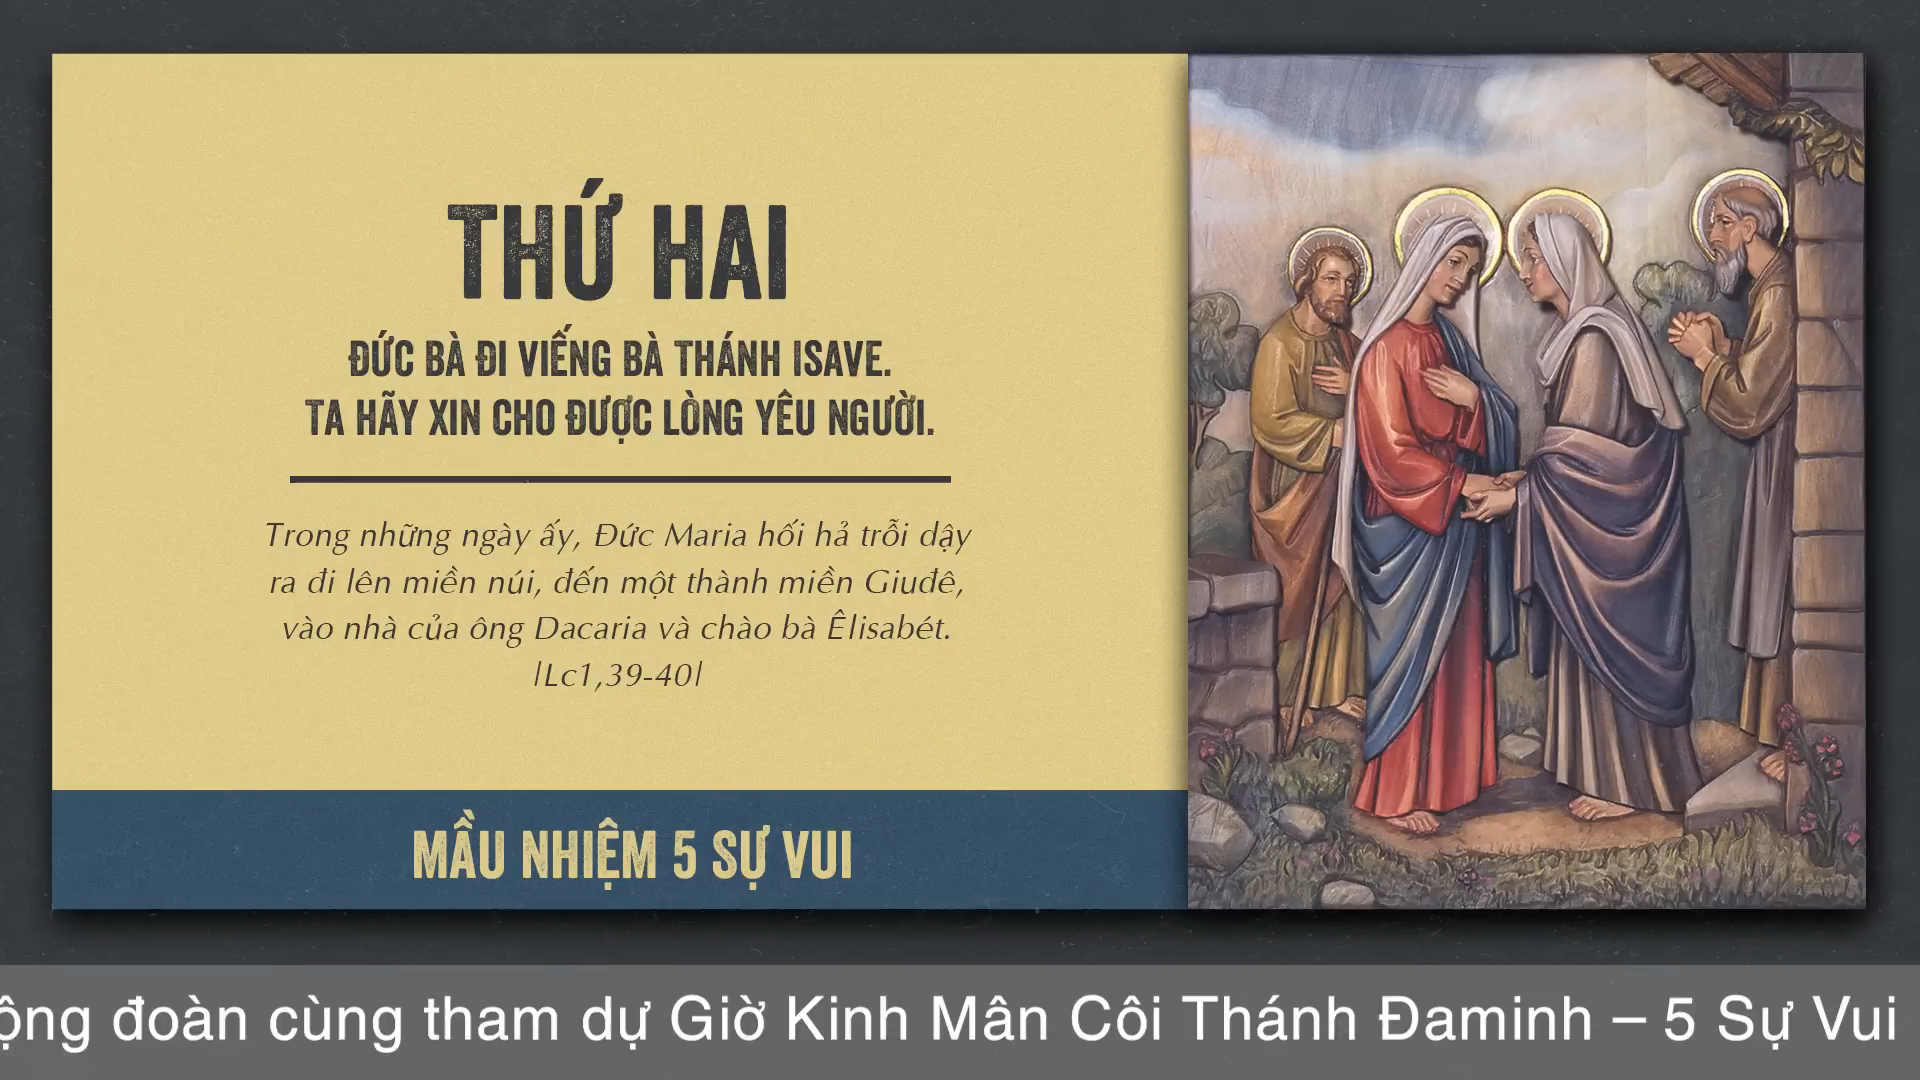 THỨ HAI
ĐỨC BÀ ĐI VIẾNG BÀ THÁNH ISAVE.
TA HÃY XIN CHO ĐƯỢC LÒNG YÊU NGƯỜI.
Trong những ngày ấy, Đức Maria hối hả trỗi dậy
ra đi lên miền núi, đến một thành miền Giuđê,
vào nhà của ông Dacaria và chào bà Êlisabét.
|Lc1,39-40|
MẦU NHIỆM 5 SỰ VUI
đoàn cùng tham dự Giờ Kinh Mân Côi Thánh Đaminh – 5 Sự Vui